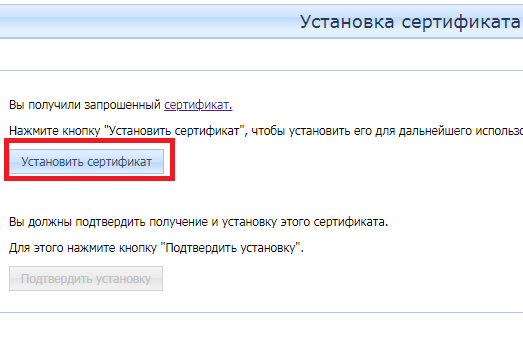 Установка сертификата
Вы получили запрошенный сертификат.
Нажмите кнопку "Установить сертификат", чтобы установить его для дальнейшего использо
Установить сертификат
Вы должны подтвердить получение и установку этого сертификата.
Для этого нажмите кнопку "Подтвердить установку".
Подтвердить установку